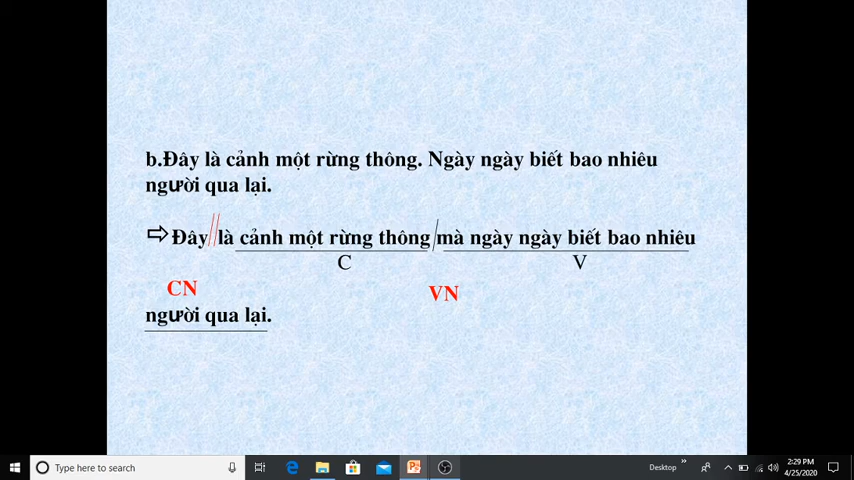 b.Đây là cảnh một rừng thông. Ngày ngày biết bao nhiêu
người qua lại.
⇨Đây//là cảnh một rừng thông/mà ngày ngày biết bao nhiêu
C V
CN VN
người qua lại.
Type here to search
Desktop
2:29 PM
4/25/2020